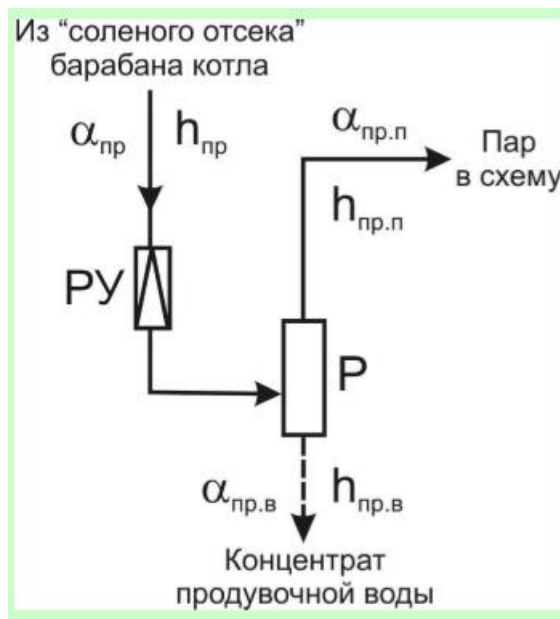 Из “соленого отсека”
барабана котла
αпр hпр
αпр.п
Пар
в схему
hпр.п
РУ
Р
αпр.в hпр.в
Концентрат
продувочной воды